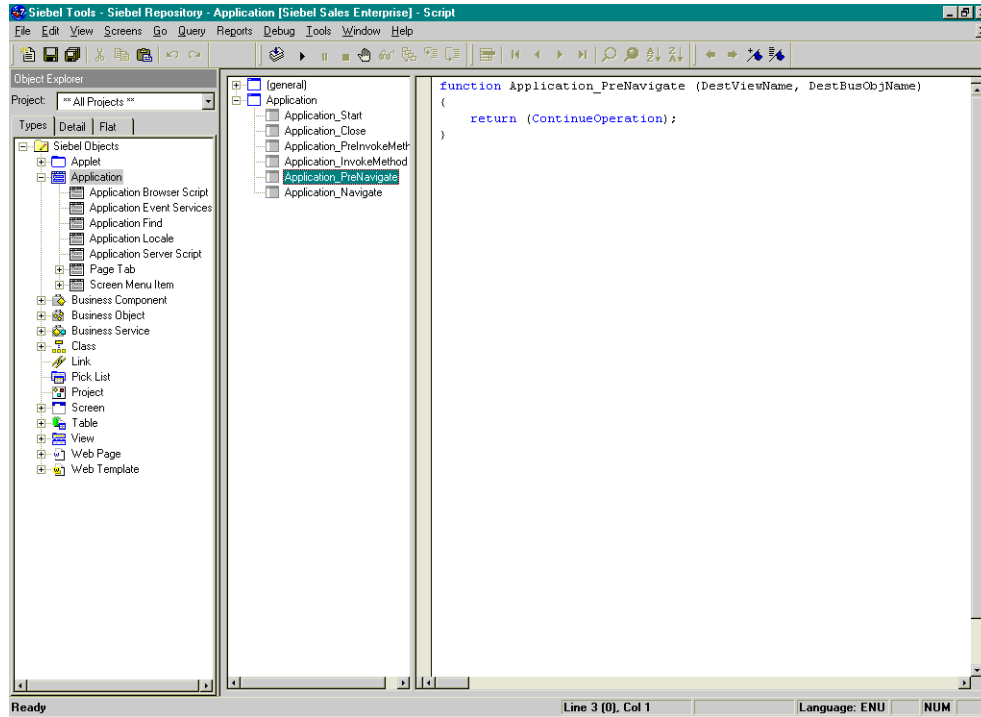 Siebel Tools - Siebel Repository - Application [Siebel Sales Enterprise] - Script
File Edit View Screens Go Query Reports Debug Tools Window Help
Object Explorer
Project: ** All Projects **
Types Detail Flat
Siebel Objects
Applet
Application
Application Browser Script
Application Event Services
Application Find
Application Locale
Application Server Script
Page Tab
Screen Menu Item
Business Component
Business Object
Business Service
Class
Link
Pick List
Project
Screen
Table
View
Web Page
Web Template
(general)
Application
Application_Start
Application_Close
Application_PreInvokeMeth
Application_InvokeMethod
Application_PreNavigate
Application_Navigate
function Application_PreNavigate (DestViewName, DestBusObjName)
{
return (ContinueOperation);
}
Ready Line 3 (0), Col 1 Language: ENU NUM